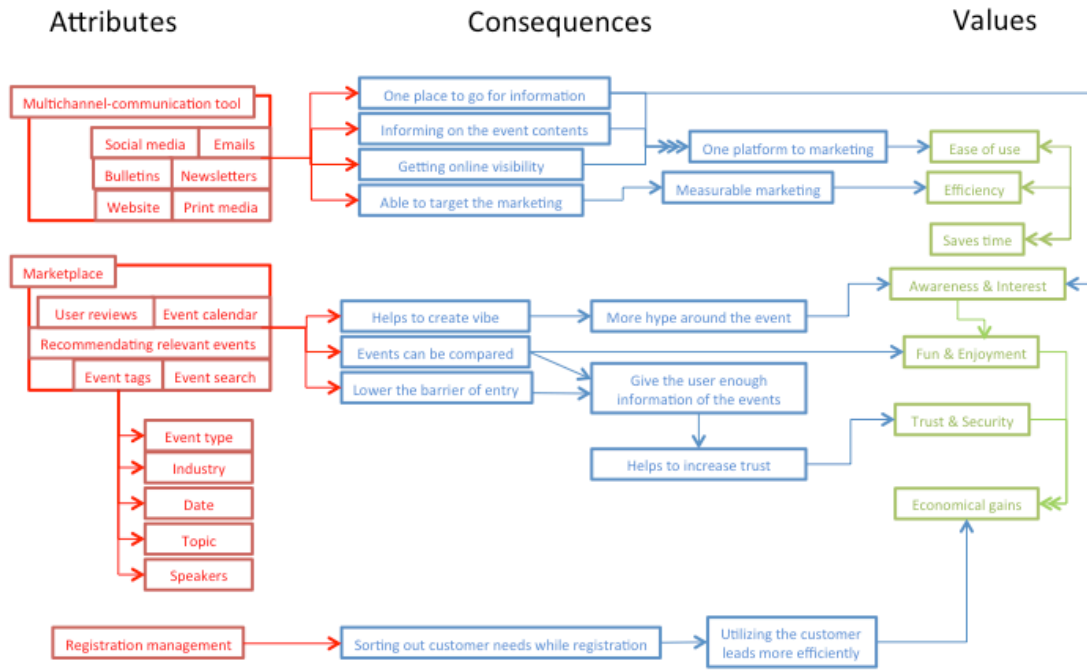 Attributes
Consequences
Values
Multichannel-communication tool
Social media
Emails
Bulletins
Newsletters
Website
Print media
One place to go for information
Informing on the event contents
Getting online visibility
Able to target the marketing
One platform to marketing
Measurable marketing
Ease of use
Efficiency
Saves time
Marketplace
User reviews
Event calendar
Recommendating relevant events
Event tags
Event search
Event type
Industry
Date
Topic
Speakers
Helps to create vibe
Events can be compared
Lower the barrier of entry
More hype around the event
Give the user enough
information of the events
Helps to increase trust
Awareness & Interest
Fun & Enjoyment
Trust & Security
Economical gains
Registration management
Sorting out customer needs while registration
Utilizing the customer
leads more efficiently